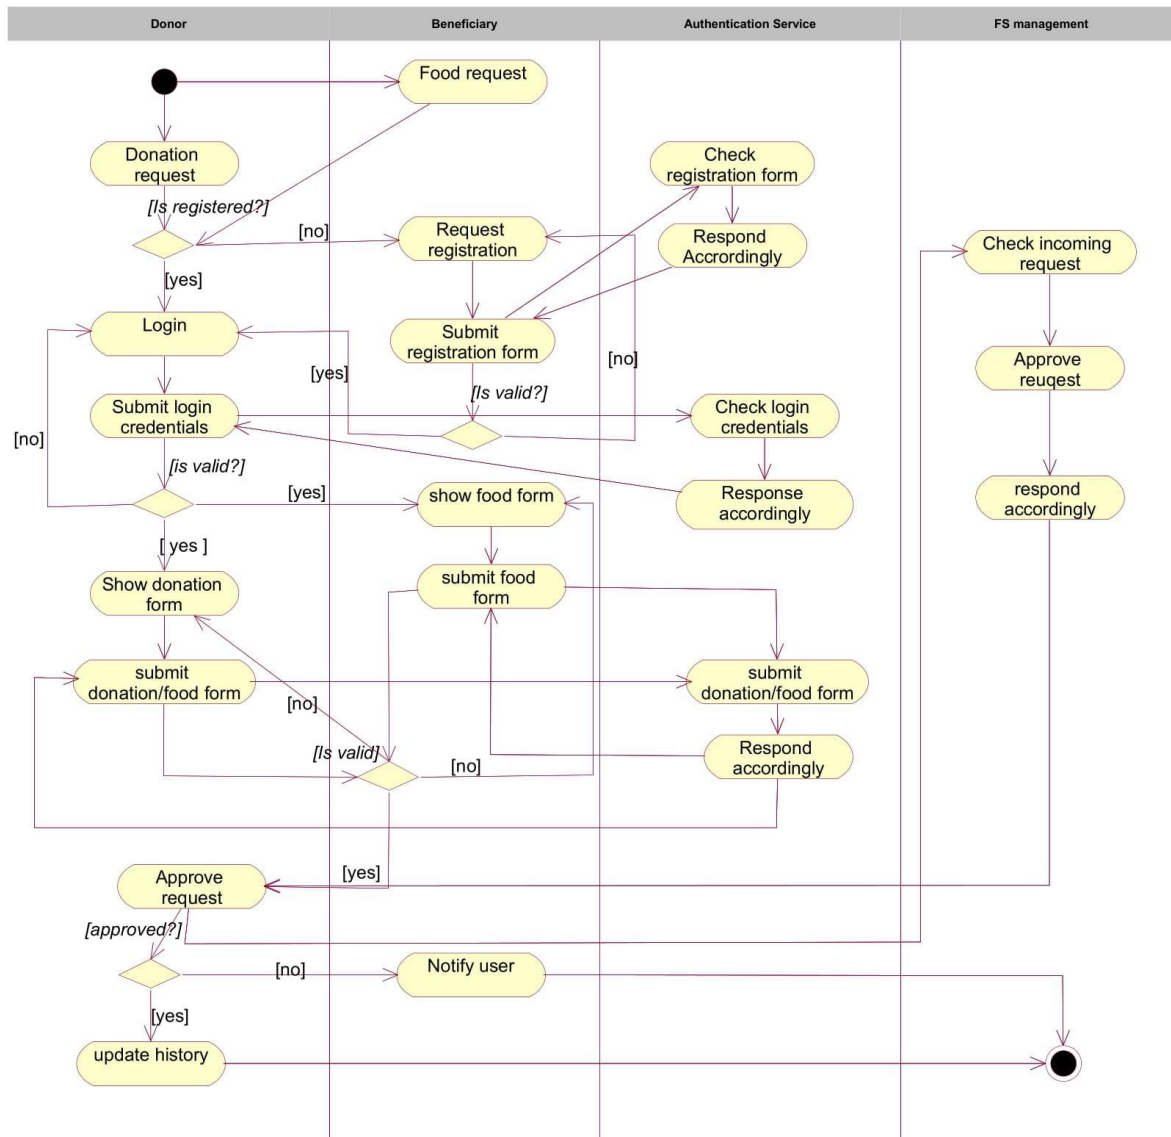 Donor
Beneficiary
Authentication Service
FS management
Food request
Donation
request
Check
registration form
[Is registered?]
[no]
Request
registration
Respond
Accrordingly
Check incoming
request
[yes]
Login
Submit
registration form
[no]
[yes]
Approve
reuqest
Submit login
credentials
[Is valid?]
Check login
credentials
[no]
[is valid?]
[yes]
show food form
Response
accordingly
respond
accordingly
[ yes ]
Show donation
form
submit food
form
submit
donation/food form
[no]
submit
donation/food form
[Is valid]
[no]
Respond
accordingly
Approve
request
[yes]
[approved?]
[no]
Notify user
[yes]
update history